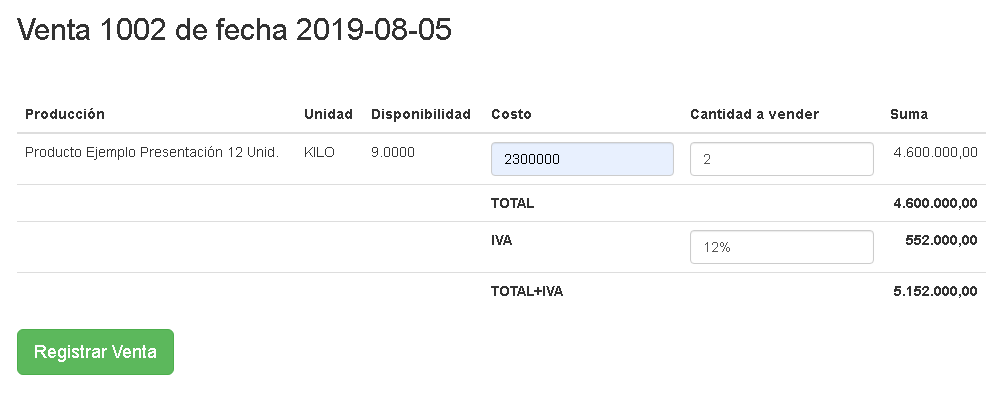 Venta 1002 de fecha 2019-08-05
Producción Unidad Disponibilidad Costo Cantidad a vender Suma
Producto Ejemplo Presentación 12 Unid. KILO 9.0000 2300000 2 4.600.000,00
TOTAL 4.600.000,00
IVA 12% 552.000,00
TOTAL+IVA 5.152.000,00
Registrar Venta